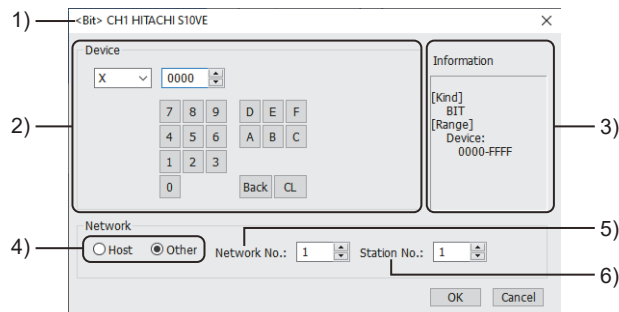 1)
<Bit> CH1 HITACHI S10VE
Device
X 0000
7 8 9 D E F
4 5 6 A B C
1 2 3
0 Back CL
2)
Information
[Kind]
BIT
[Range]
Device:
0000-FFFF
3)
Network
4)
Host Other Network No.: 1 Station No.: 1
5)
6)
OK Cancel